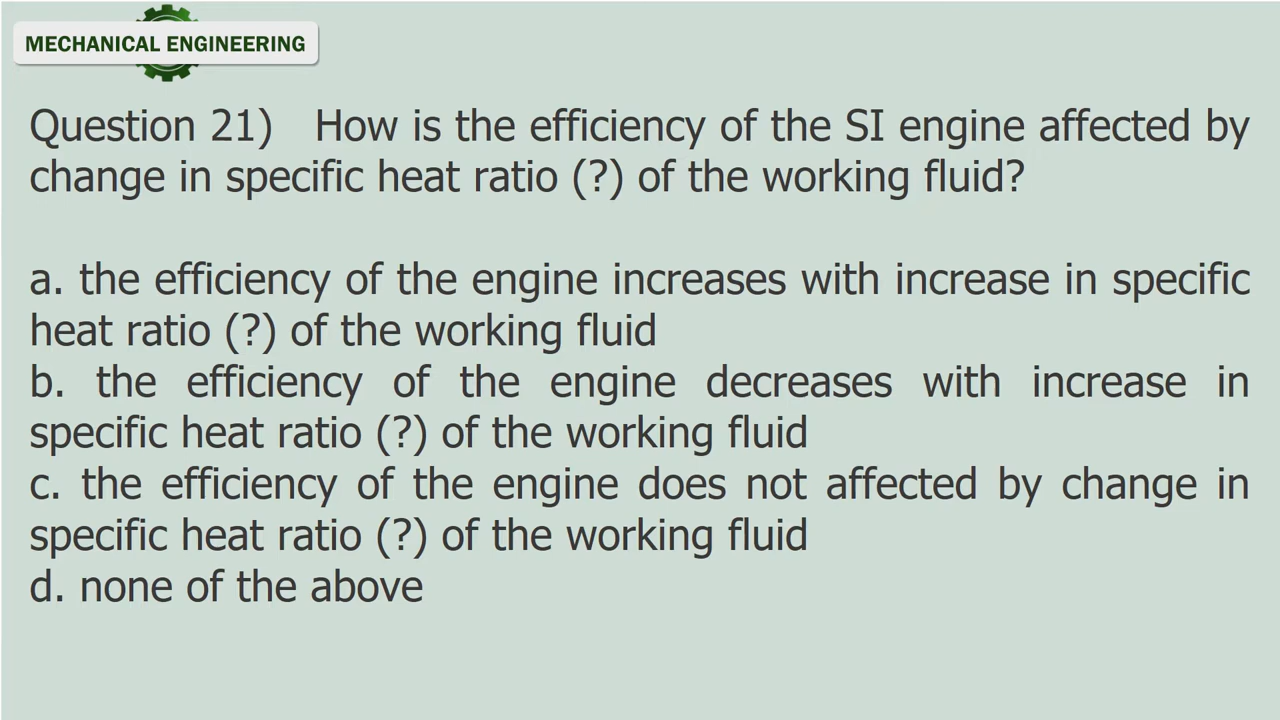 MECHANICAL ENGINEERING
Question 21) How is the efficiency of the SI engine affected by
change in specific heat ratio (?) of the working fluid?
a. the efficiency of the engine increases with increase in specific
heat ratio (?) of the working fluid
b. the efficiency of the engine decreases with increase in
specific heat ratio (?) of the working fluid
c. the efficiency of the engine does not affected by change in
specific heat ratio (?) of the working fluid
d. none of the above